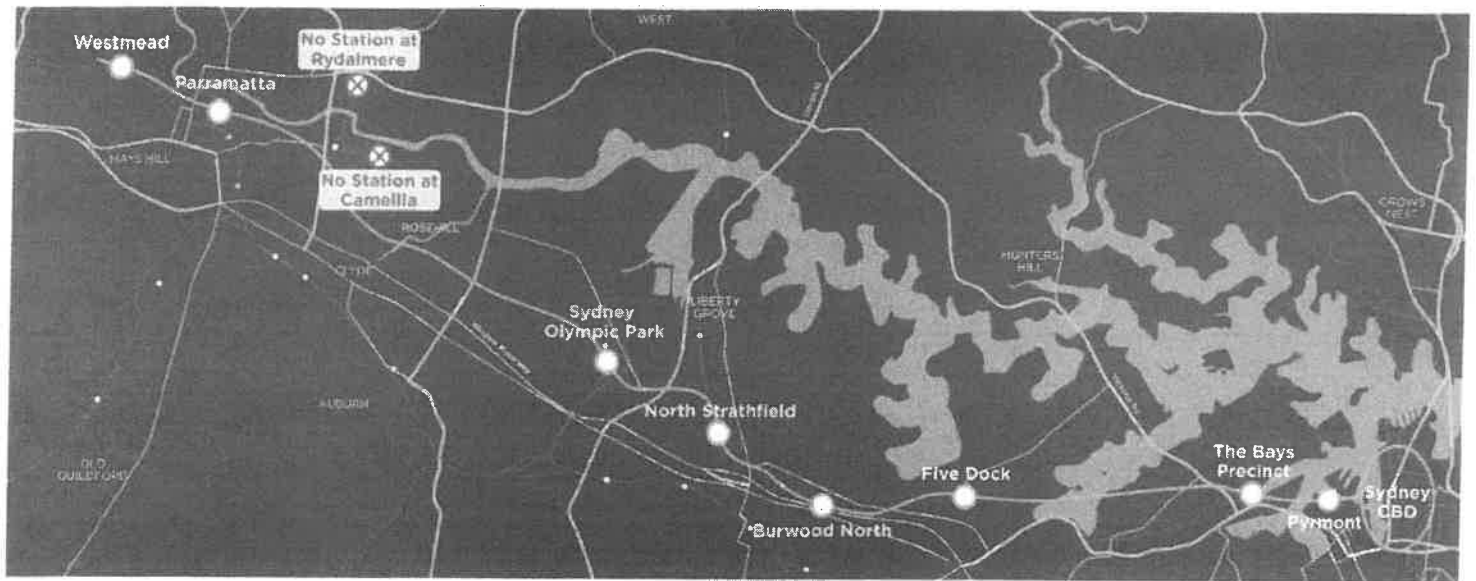 WEST
Westmead
No Station at
Rydalmere
Parramatta
MAYS HILL
No Station at
Camellia
ROSEHILL
CROWS
NEST
CLYDE
HUNTERS
HILL
LIBERTY
GROVE
Sydney
Olympic Park
AUBURN
North Strathfield
OLD
GUILDFORD
Five Dock
The Bays
Precinct
Burwood North
Pyrmont
Sydney
CBD